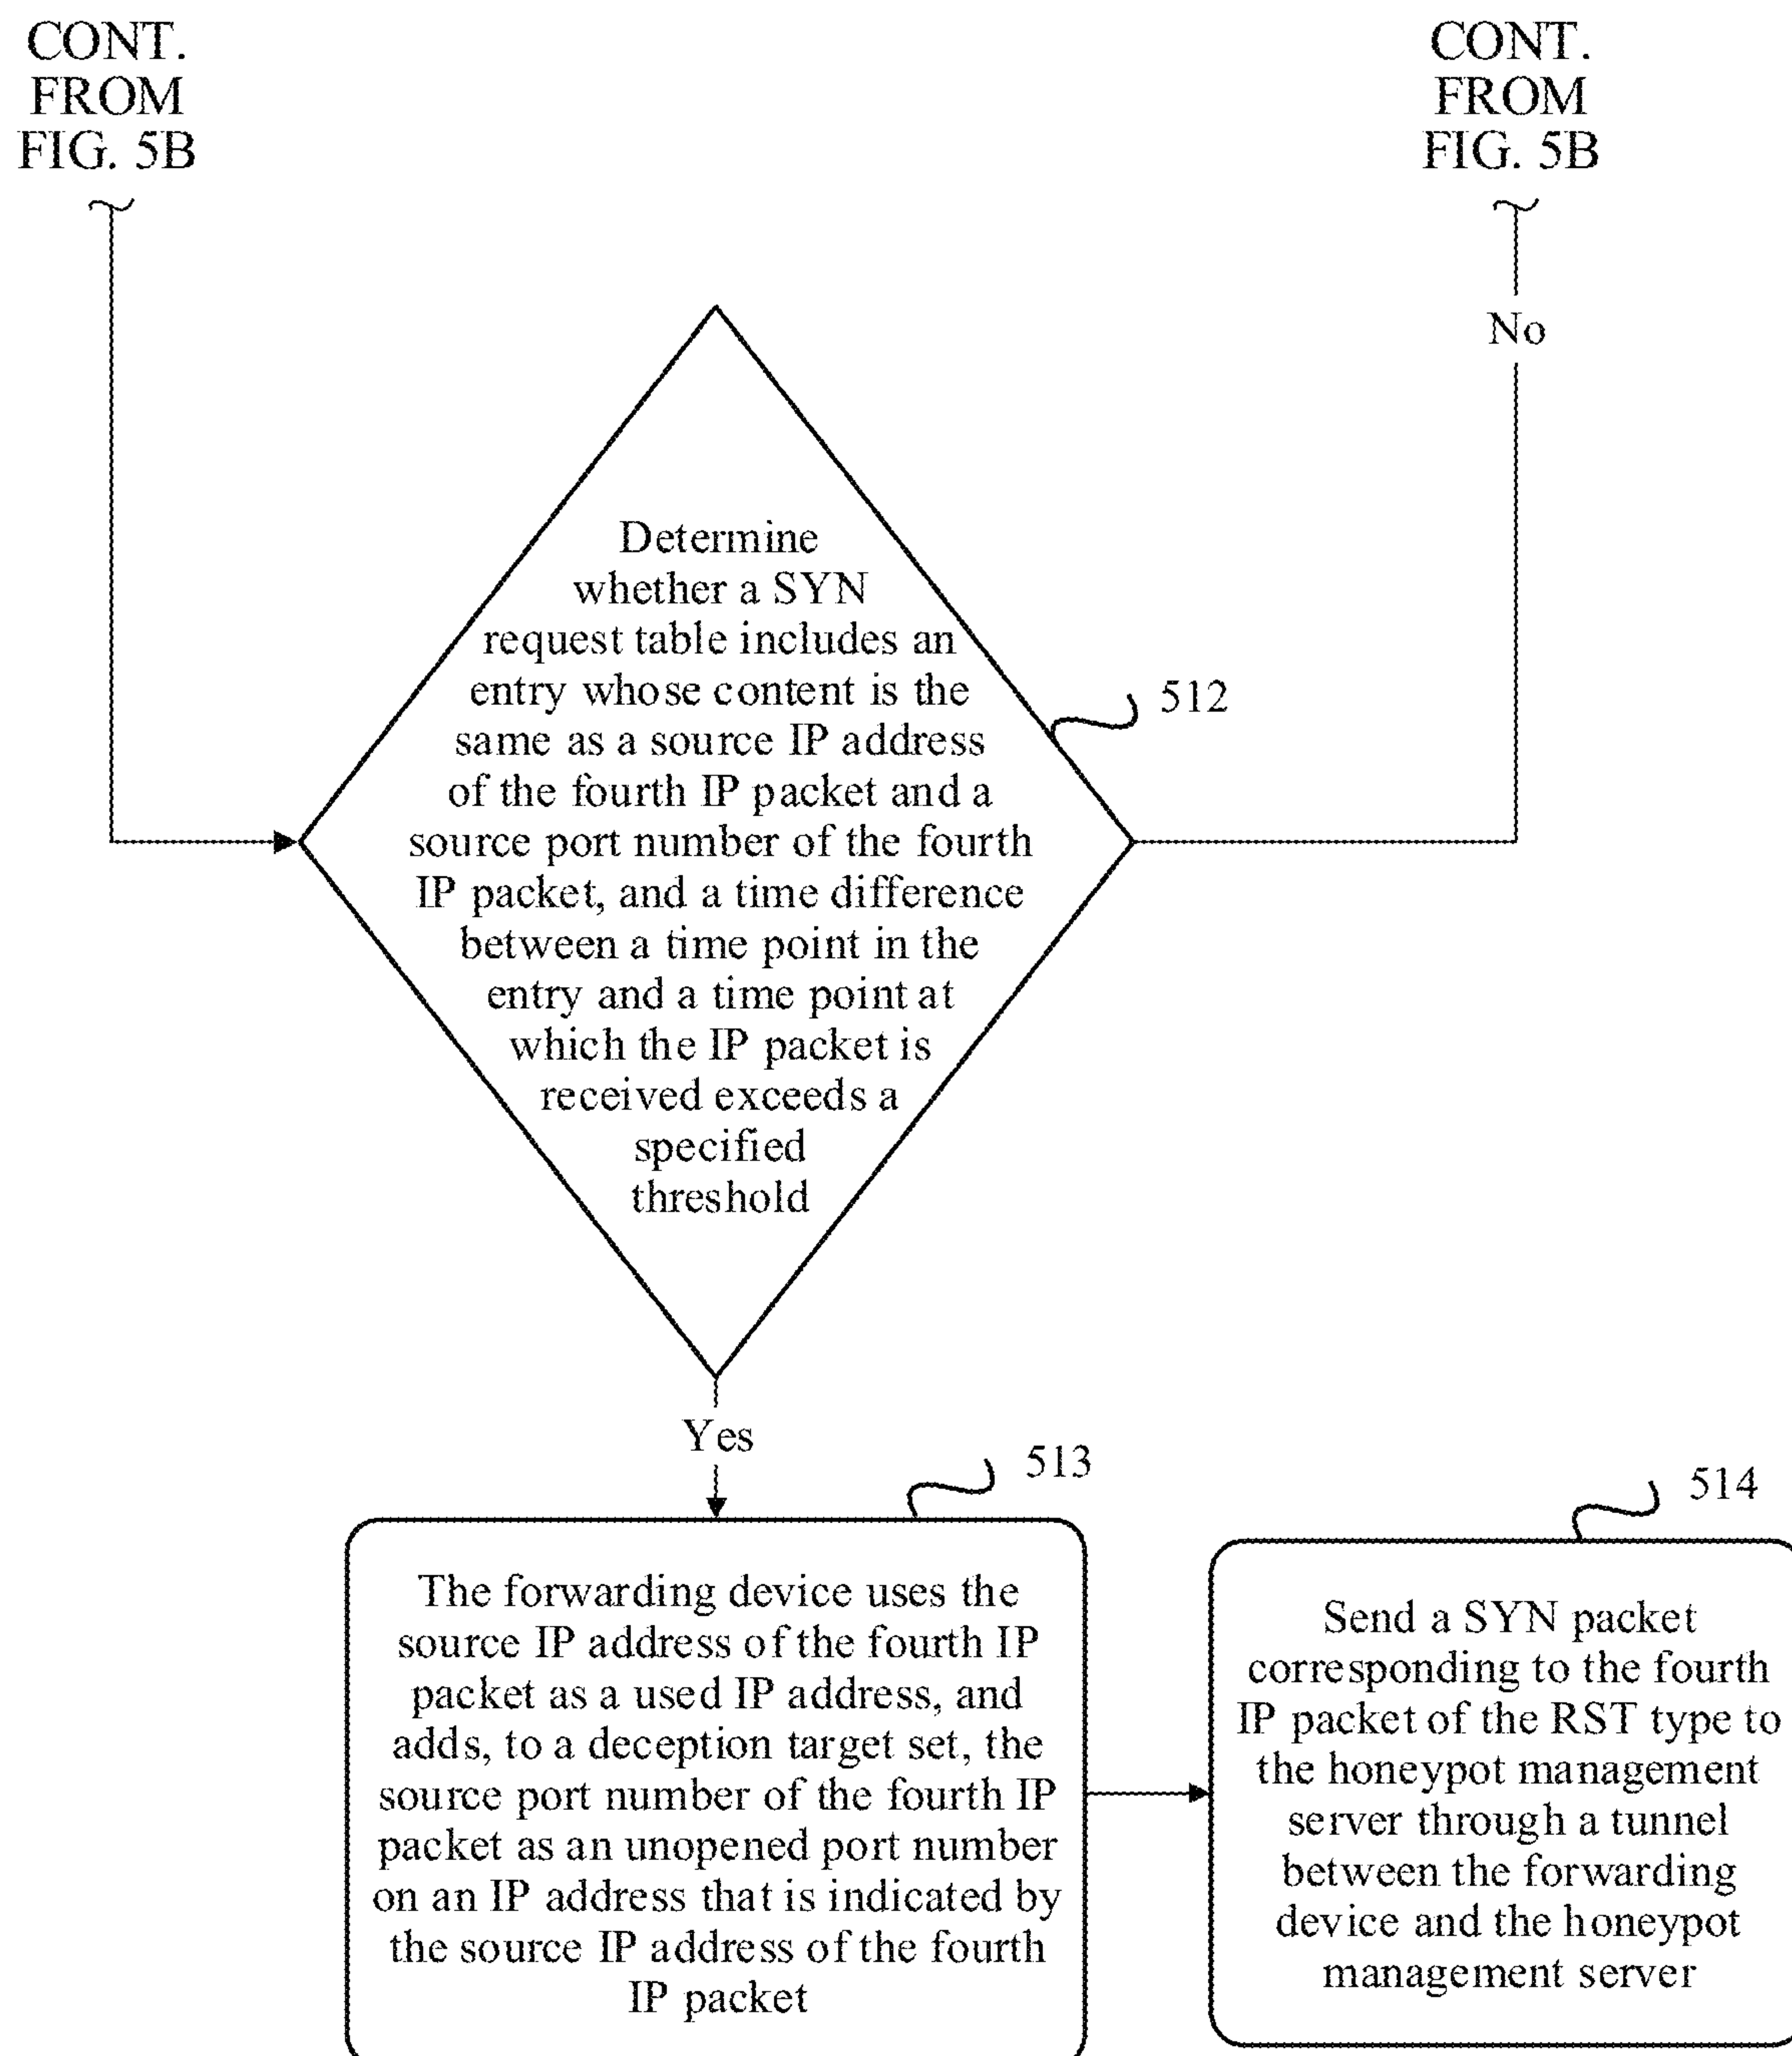 CONT.
FROM
FIG. 5B
CONT.
FROM
FIG. 5B
No
Determine
whether a SYN
request table includes an
entry whose content is the
same as a source IP address
of the fourth IP packet and a
source port number of the fourth
IP packet, and a time difference
between a time point in the
entry and a time point at
which the IP packet is
received exceeds a
specified
threshold
512
Yes
513
The forwarding device uses the
source IP address of the fourth IP
packet as a used IP address, and
adds, to a deception target set, the
source port number of the fourth IP
packet as an unopened port number
on an IP address that is indicated by
the source IP address of the fourth
IP packet
514
Send a SYN packet
corresponding to the fourth
IP packet of the RST type to
the honeypot management
server through a tunnel
between the forwarding
device and the honeypot
management server